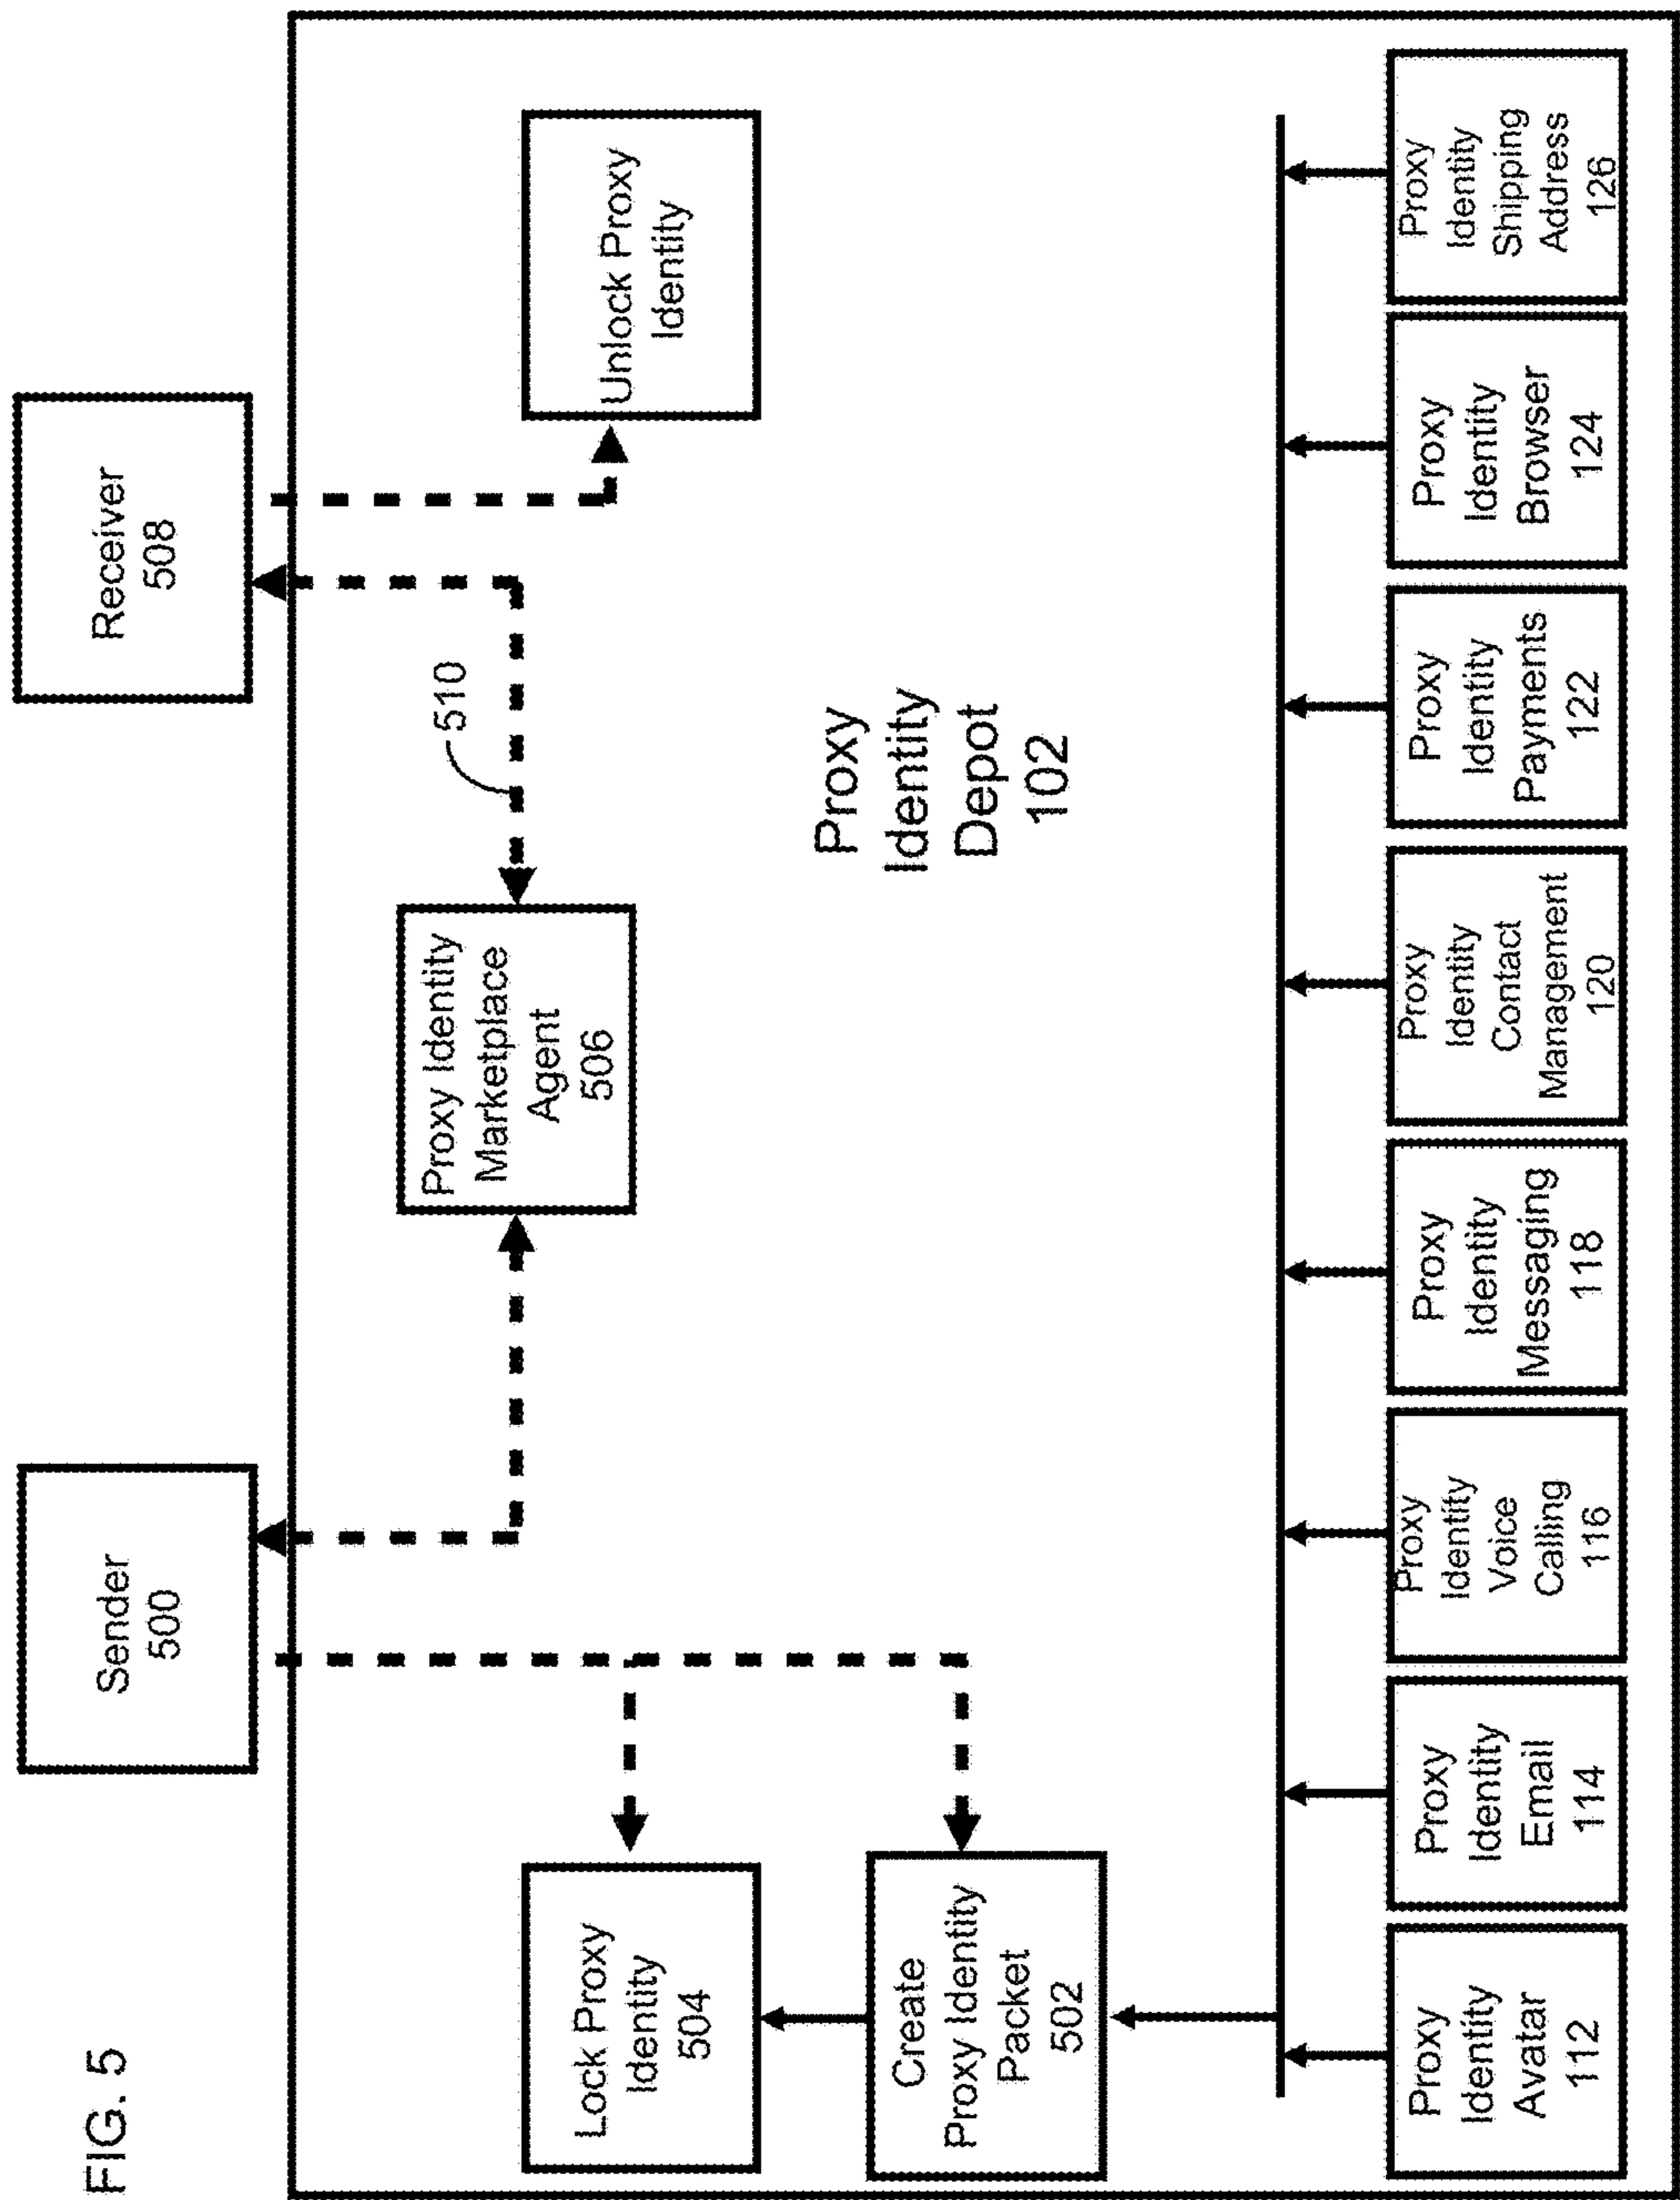 FIG. 5
Sender
500
Receiver
508
Lock Proxy
Identity
504
Create
Proxy Identity
Packet
502
Proxy Identity
Marketplace
Agent
506
510
Unlock Proxy
Identity
Proxy
Identity
Depot
102
Proxy
Identity
Avatar
112
Proxy
Identity
Email
114
Proxy
Identity
Voice
Calling
116
Proxy
Identity
Messaging
118
Proxy
Identity
Contact
Management
120
Proxy
Identity
Payments
122
Proxy
Identity
Browser
124
Proxy
Identity
Shipping
Address
126